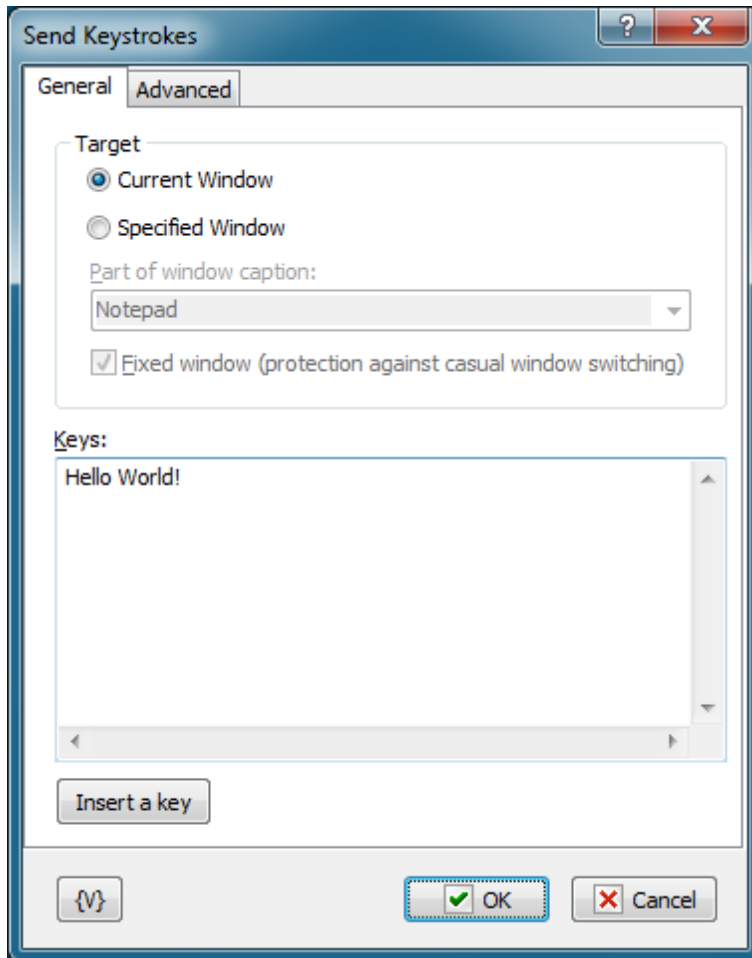 Send Keystrokes
?
General
Advanced
Target
Current Window
Specified Window
Part of window caption:
Notepad
Fixed window (protection against casual window switching)
Keys:
Hello World!
Insert a key
{V}
OK
Cancel